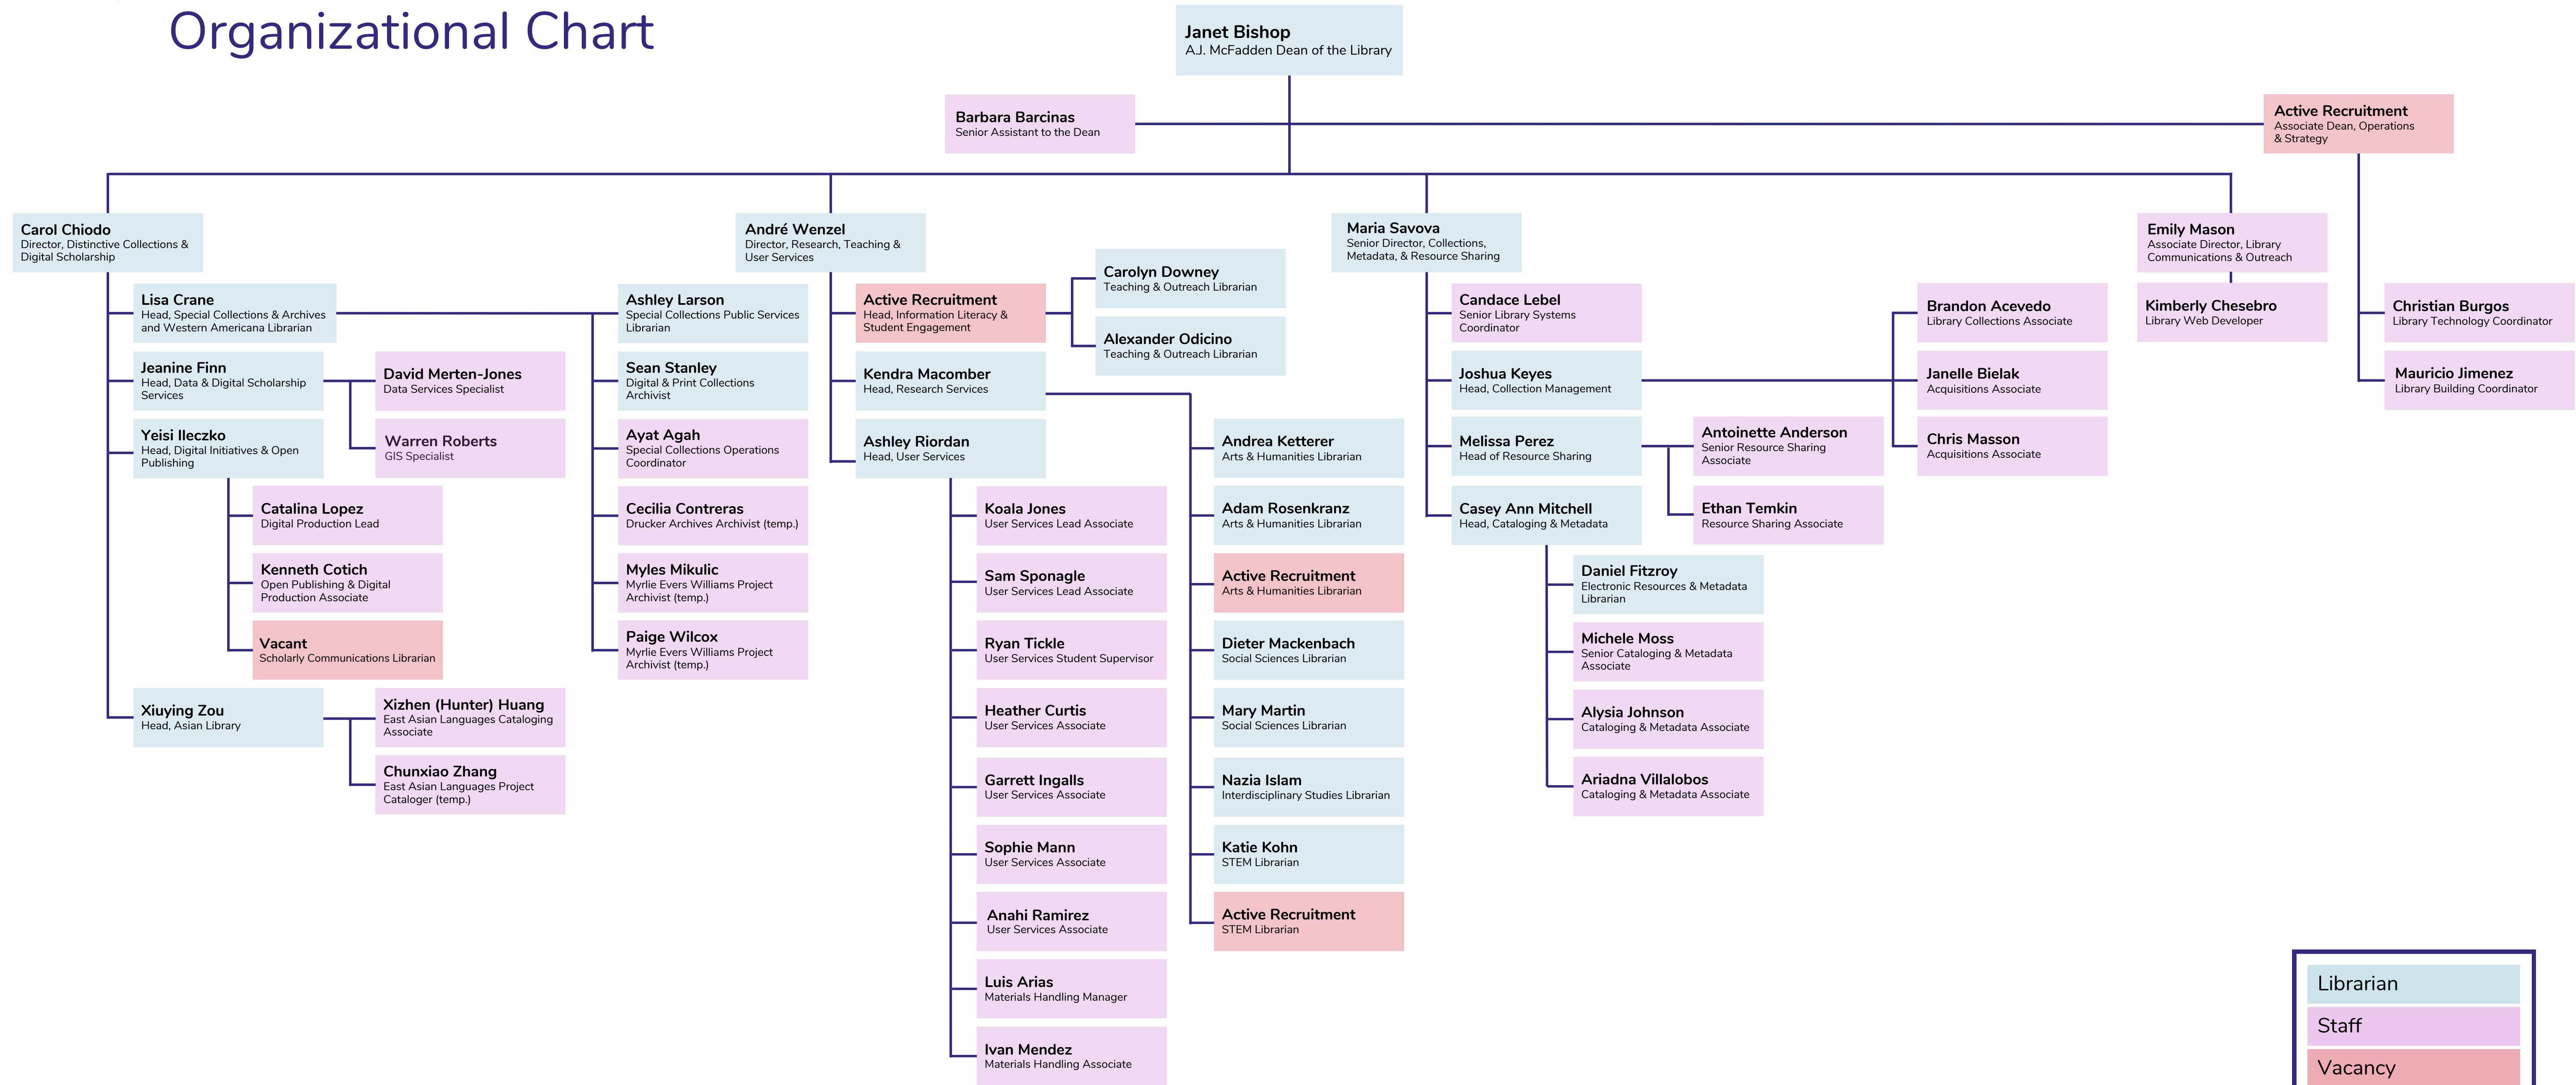 Organizational Chart
Janet Bishop
A.J. McFadden Dean of the Library
Barbara Barcinas
Senior Assistant to the Dean
Active Recruitment
Associate Dean, Operations
& Strategy
Carol Chiodo
Director, Distinctive Collections &
Digital Scholarship
Lisa Crane
Head, Special Collections & Archives
and Western Americana Librarian
Jeanine Finn
Head, Data & Digital Scholarship
Services
David Merten-Jones
Data Services Specialist
Warren Roberts
GIS Specialist
Yeisi Ileczko
Head, Digital Initiatives & Open
Publishing
Catalina Lopez
Digital Production Lead
Kenneth Cotich
Open Publishing & Digital
Production Associate
Vacant
Scholarly Communications Librarian
Xiuying Zou
Head, Asian Library
Xizhen (Hunter) Huang
East Asian Languages Cataloging
Associate
Chunxiao Zhang
East Asian Languages Project
Cataloger (temp.)
Ashley Larson
Special Collections Public Services
Librarian
Sean Stanley
Digital & Print Collections
Archivist
Ayat Agah
Special Collections Operations
Coordinator
Cecilia Contreras
Drucker Archives Archivist (temp.)
Myles Mikulic
Myrlie Evers Williams Project
Archivist (temp.)
Paige Wilcox
Myrlie Evers Williams Project
Archivist (temp.)
André Wenzel
Director, Research, Teaching &
User Services
Active Recruitment
Head, Information Literacy &
Student Engagement
Carolyn Downey
Teaching & Outreach Librarian
Alexander Odicino
Teaching & Outreach Librarian
Kendra Macomber
Head, Research Services
Ashley Riordan
Head, User Services
Koala Jones
User Services Lead Associate
Sam Sponagle
User Services Lead Associate
Ryan Tickle
User Services Student Supervisor
Heather Curtis
User Services Associate
Garrett Ingalls
User Services Associate
Sophie Mann
User Services Associate
Anahi Ramirez
User Services Associate
Luis Arias
Materials Handling Manager
Ivan Mendez
Materials Handling Associate
Andrea Ketterer
Arts & Humanities Librarian
Adam Rosenkranz
Arts & Humanities Librarian
Active Recruitment
Arts & Humanities Librarian
Dieter Mackenbach
Social Sciences Librarian
Mary Martin
Social Sciences Librarian
Nazia Islam
Interdisciplinary Studies Librarian
Katie Kohn
STEM Librarian
Active Recruitment
STEM Librarian
Maria Savova
Senior Director, Collections,
Metadata, & Resource Sharing
Candace Lebel
Senior Library Systems
Coordinator
Joshua Keyes
Head, Collection Management
Melissa Perez
Head of Resource Sharing
Casey Ann Mitchell
Head, Cataloging & Metadata
Antoinette Anderson
Senior Resource Sharing
Associate
Ethan Temkin
Resource Sharing Associate
Brandon Acevedo
Library Collections Associate
Janelle Bielak
Acquisitions Associate
Chris Masson
Acquisitions Associate
Daniel Fitzroy
Electronic Resources & Metadata
Librarian
Michele Moss
Senior Cataloging & Metadata
Associate
Alysia Johnson
Cataloging & Metadata Associate
Ariadna Villalobos
Cataloging & Metadata Associate
Emily Mason
Associate Director, Library
Communications & Outreach
Kimberly Chesebro
Library Web Developer
Christian Burgos
Library Technology Coordinator
Mauricio Jimenez
Library Building Coordinator
Librarian
Staff
Vacancy